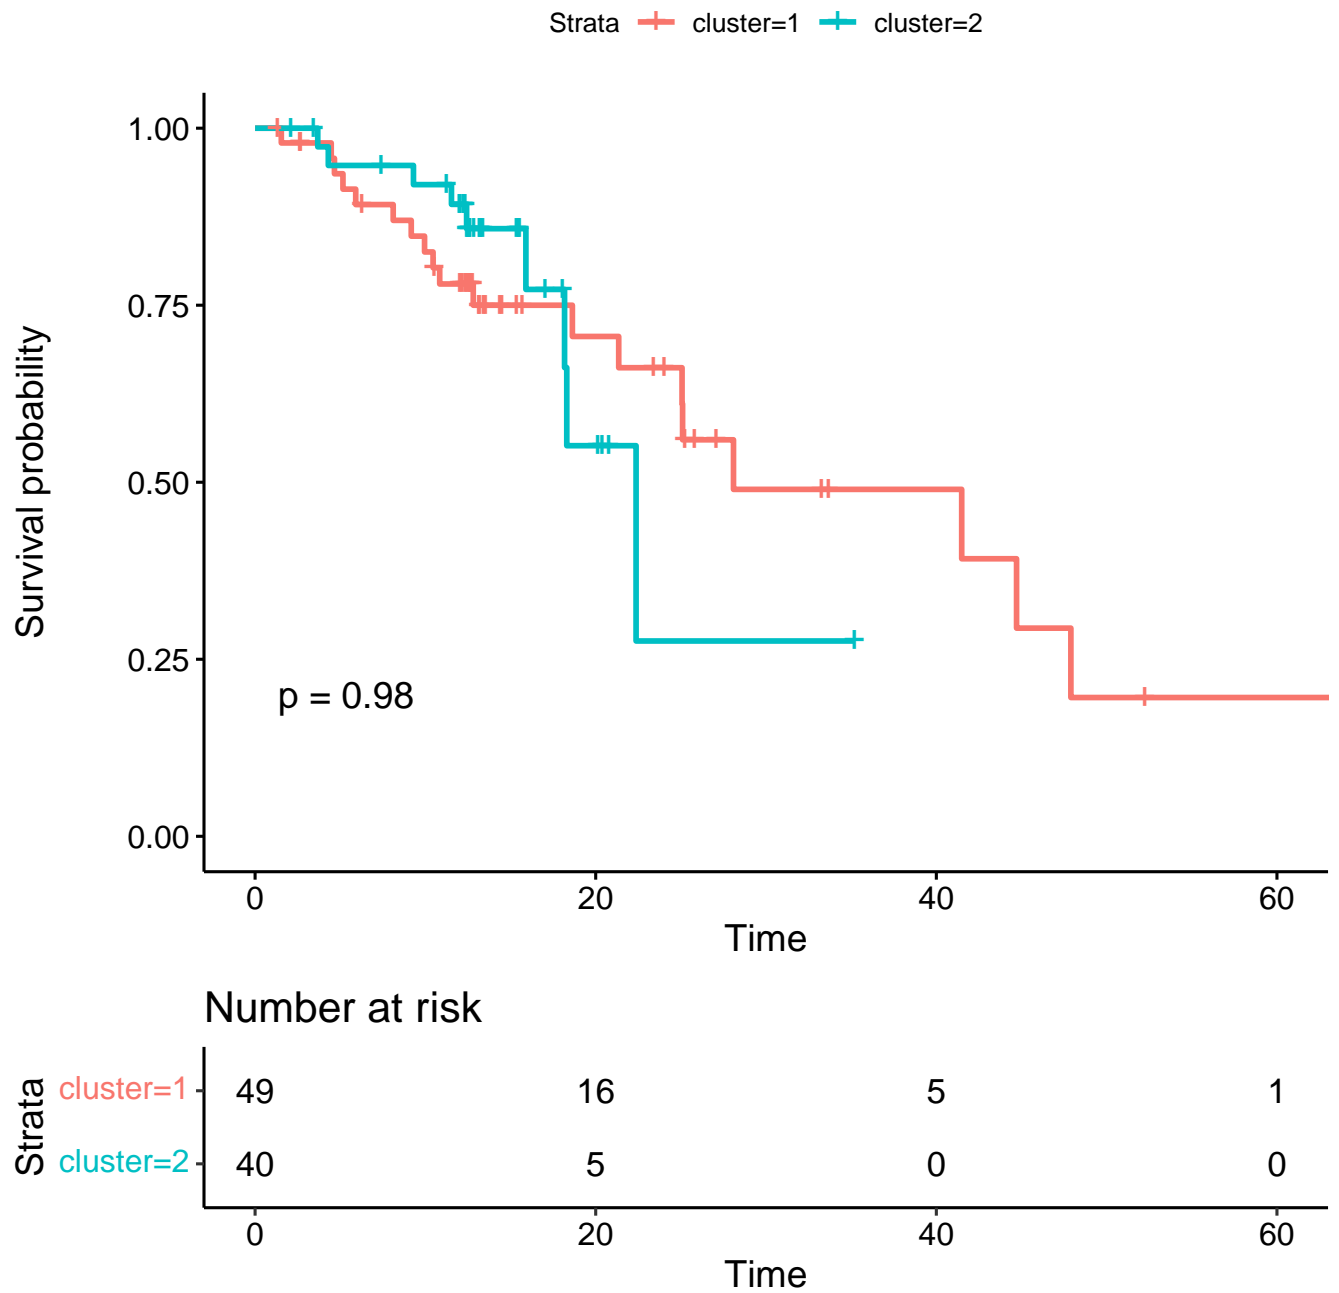 Strata cluster=1 cluster=2
1.00
0.75
0.50
0.25
0.00
Survival probability
p = 0.98
0 20 40 60
Time
Number at risk
Strata
cluster=1 49 16 5 1
cluster=2 40 5 0 0
0 20 40 60
Time